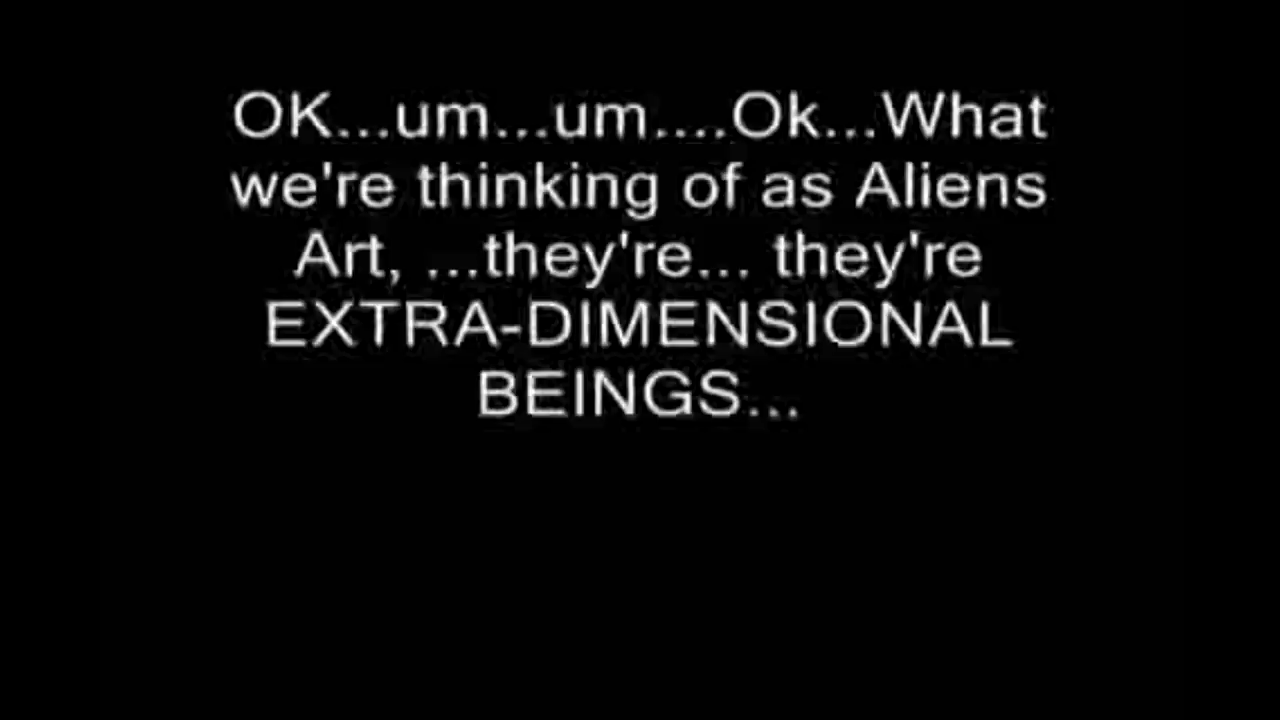 OK...um...um....Ok...What
we're thinking of as Aliens
Art, ...they're... they're
EXTRA-DIMENSIONAL
BEINGS...